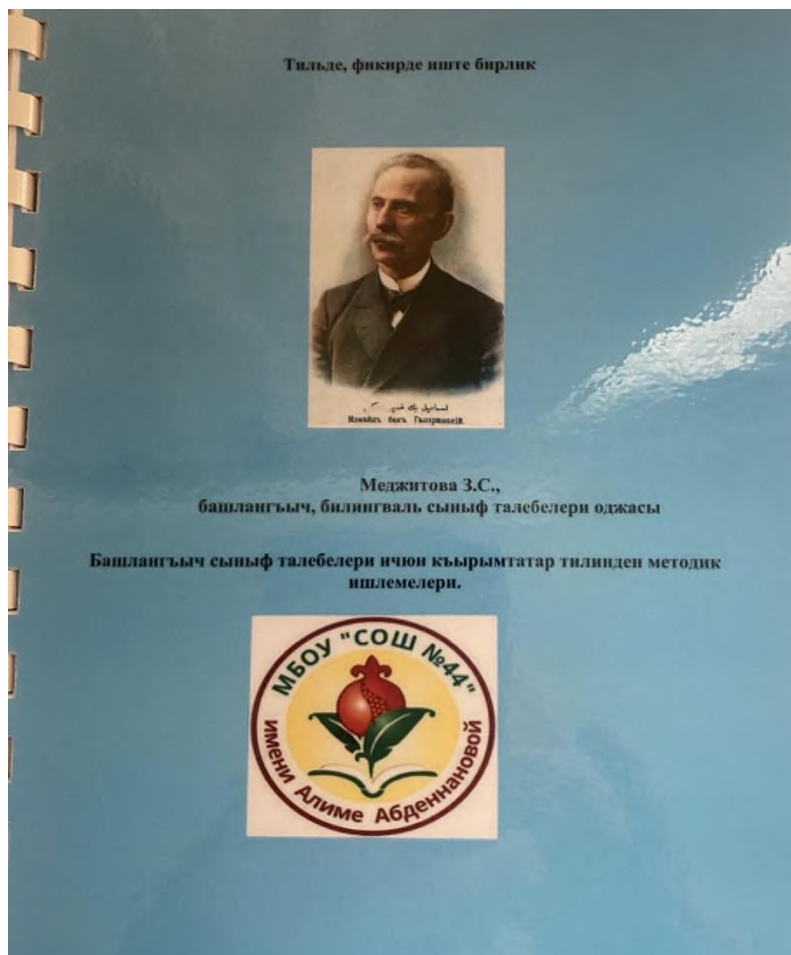 Тильде, фикирде иште бирлик
Измаилъ бекъ Гаспринскій.
Меджитова З.С.,
башлангъыч, билингваль сыныф талебелери оджасы
Башлангъыч сыныф талебелери ичюн къырымтатар тилинден методик
ишлемелери.
МБОУ "СОШ №44"
имени Алиме Абденнановой